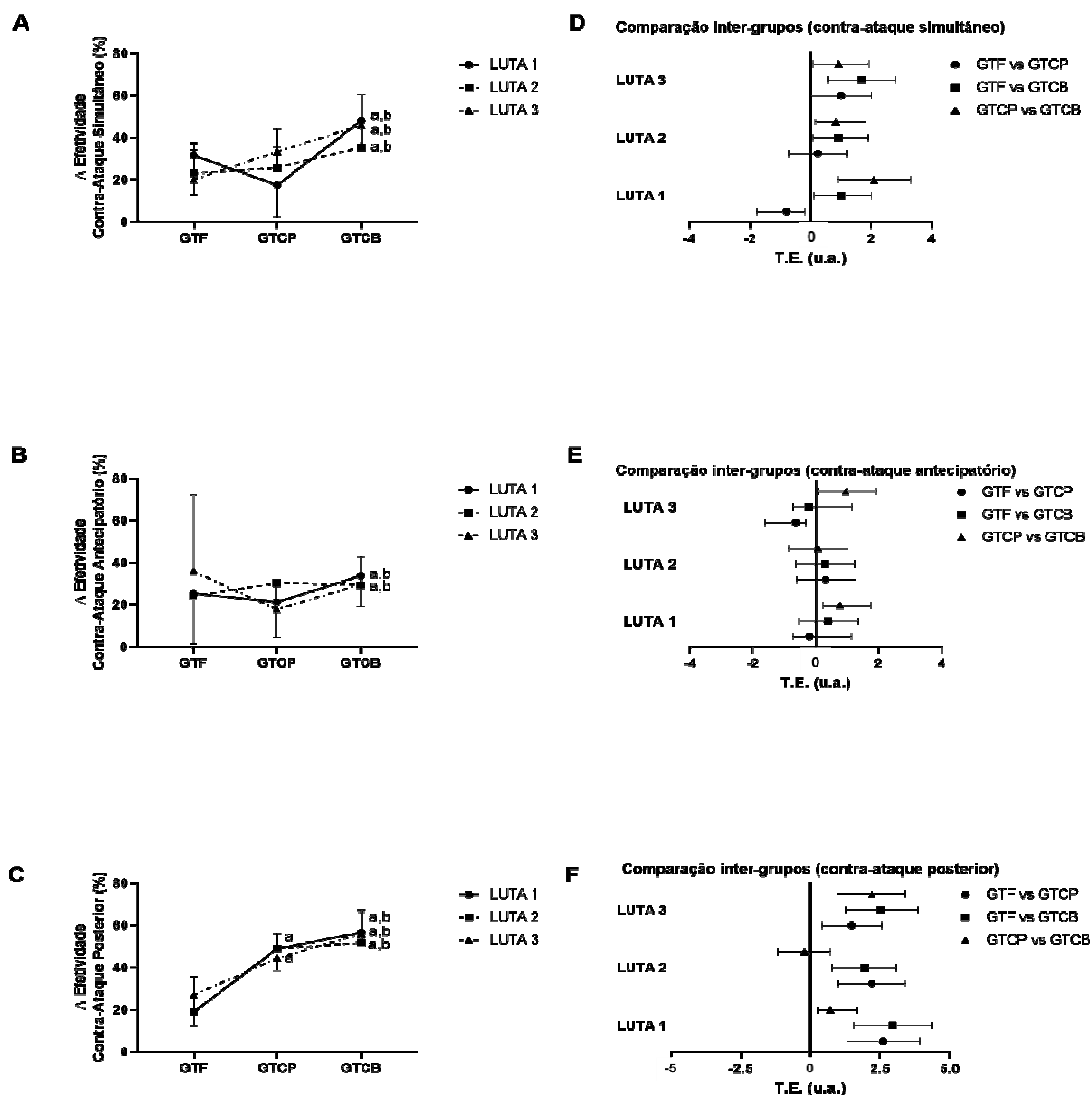 A
Δ Efetividade
Contra-Ataque Simultâneo (%)
80
60
40
20
0
GTF
GTCP
GTCB
a,b
a,b
a,b
LUTA 1
LUTA 2
LUTA 3
D
Comparação inter-grupos (contra-ataque simultâneo)
LUTA 3
LUTA 2
LUTA 1
-4
-2
0
2
4
T.E. (u.a.)
GTF vs GTCP
GTF vs GTCB
GTCP vs GTCB
B
Δ Efetividade
Contra-Ataque Antecipatório (%)
80
60
40
20
0
GTF
GTCP
GTCB
a,b
a,b
LUTA 1
LUTA 2
LUTA 3
E
Comparação inter-grupos (contra-ataque antecipatório)
LUTA 3
LUTA 2
LUTA 1
-4
-2
0
2
4
T.E. (u.a.)
GTF vs GTCP
GTF vs GTCB
GTCP vs GTCB
C
Δ Efetividade
Contra-Ataque Posterior (%)
80
60
40
20
0
GTF
GTCP
GTCB
a
a
a,b
a,b
a,b
LUTA 1
LUTA 2
LUTA 3
F
Comparação inter-grupos (contra-ataque posterior)
LUTA 3
LUTA 2
LUTA 1
-5
-2.5
0
2.5
5.0
T.E. (u.a.)
GTF vs GTCP
GTF vs GTCB
GTCP vs GTCB